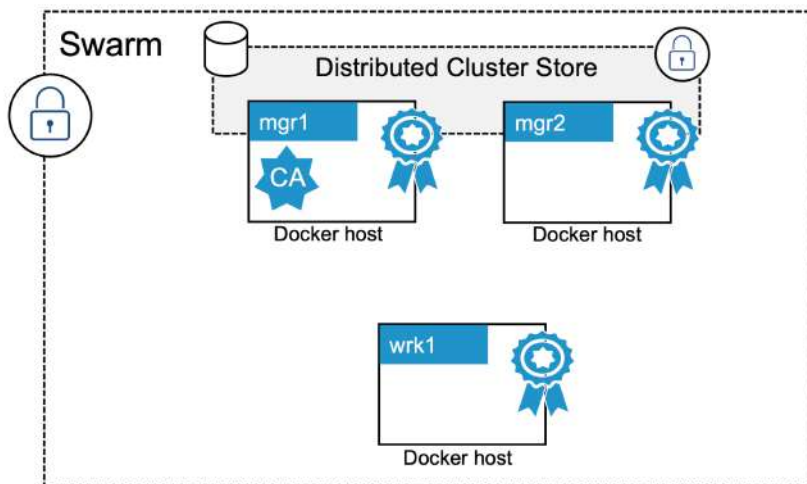 Swarm
Distributed Cluster Store
mgr1
mgr2
CA
Docker host
Docker host
wrk1
Docker host